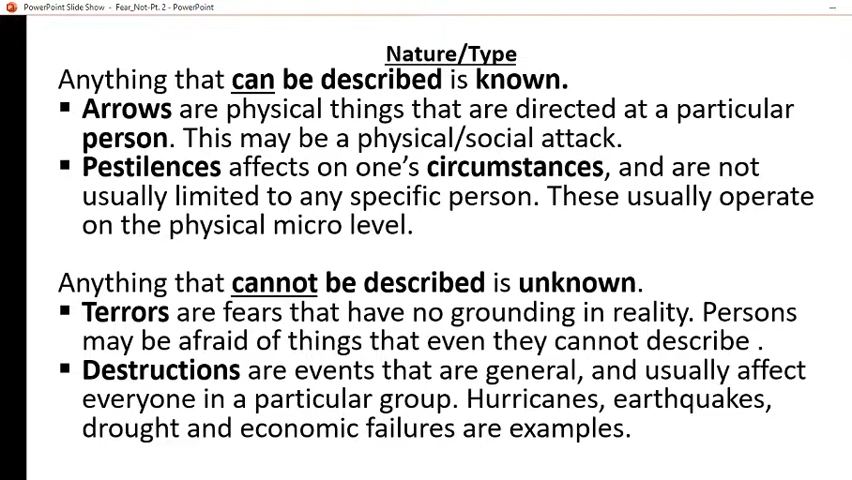 PowerPoint Slide Show - Fear_Not-Pt. 2 - PowerPoint
Nature/Type
Anything that can be described is known.
▪ Arrows are physical things that are directed at a particular
person. This may be a physical/social attack.
▪ Pestilences affects on one’s circumstances, and are not
usually limited to any specific person. These usually operate
on the physical micro level.
Anything that cannot be described is unknown.
▪ Terrors are fears that have no grounding in reality. Persons
may be afraid of things that even they cannot describe .
▪ Destructions are events that are general, and usually affect
everyone in a particular group. Hurricanes, earthquakes,
drought and economic failures are examples.